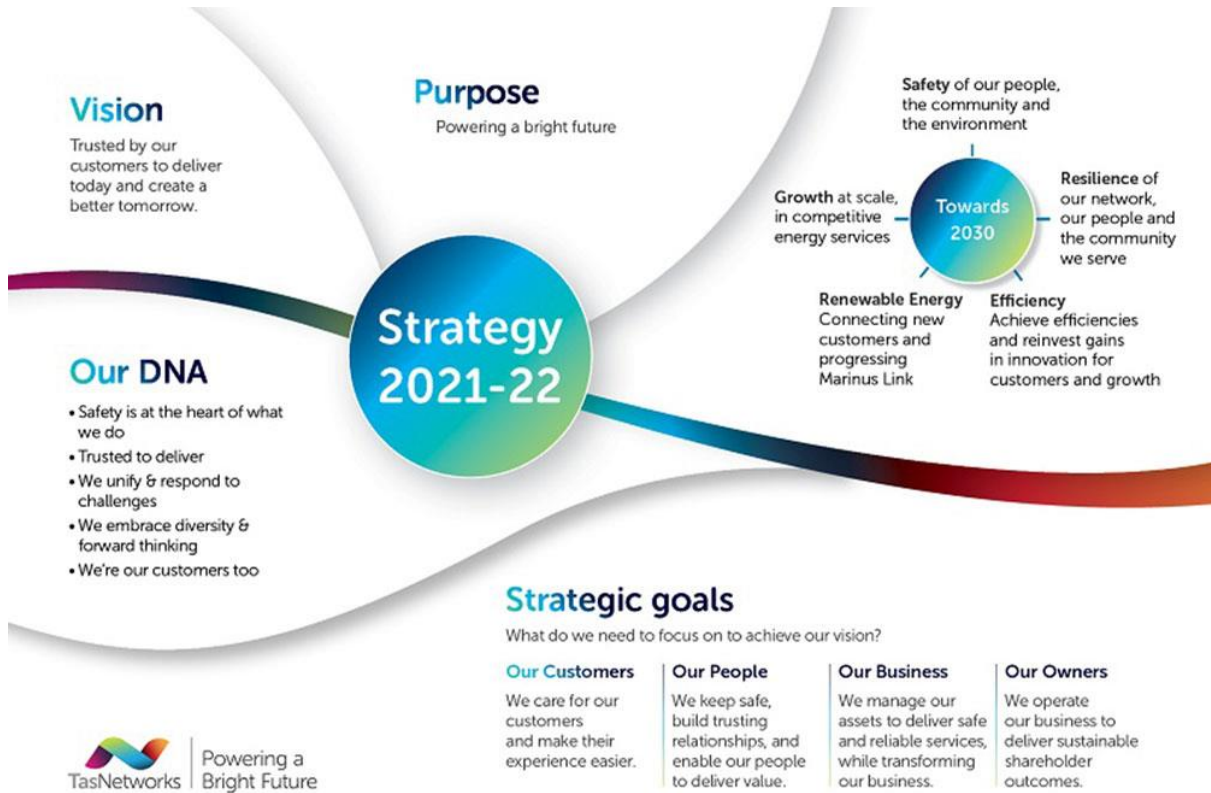 Vision
Trusted by our
customers to deliver
today and create a
better tomorrow.
Purpose
Powering a bright future
Safety of our people,
the community and
the environment
Growth at scale,
in competitive
energy services
Towards
2030
Resilience of
our network,
our people and
the community
we serve
Renewable Energy
Connecting new
customers and
progressing
Marinus Link
Efficiency
Achieve efficiencies
and reinvest gains
in innovation for
customers and growth
Strategy
2021-22
Our DNA
• Safety is at the heart of what
we do
• Trusted to deliver
• We unify & respond to
challenges
• We embrace diversity &
forward thinking
• We're our customers too
Strategic goals
What do we need to focus on to achieve our vision?
Our Customers
We care for our
customers
and make their
experience easier.
Our People
We keep safe,
build trusting
relationships, and
enable our people
to deliver value.
Our Business
We manage our
assets to deliver safe
and reliable services,
while transforming
our business.
Our Owners
We operate
our business to
deliver sustainable
shareholder
outcomes.
TasNetworks
Powering a
Bright Future